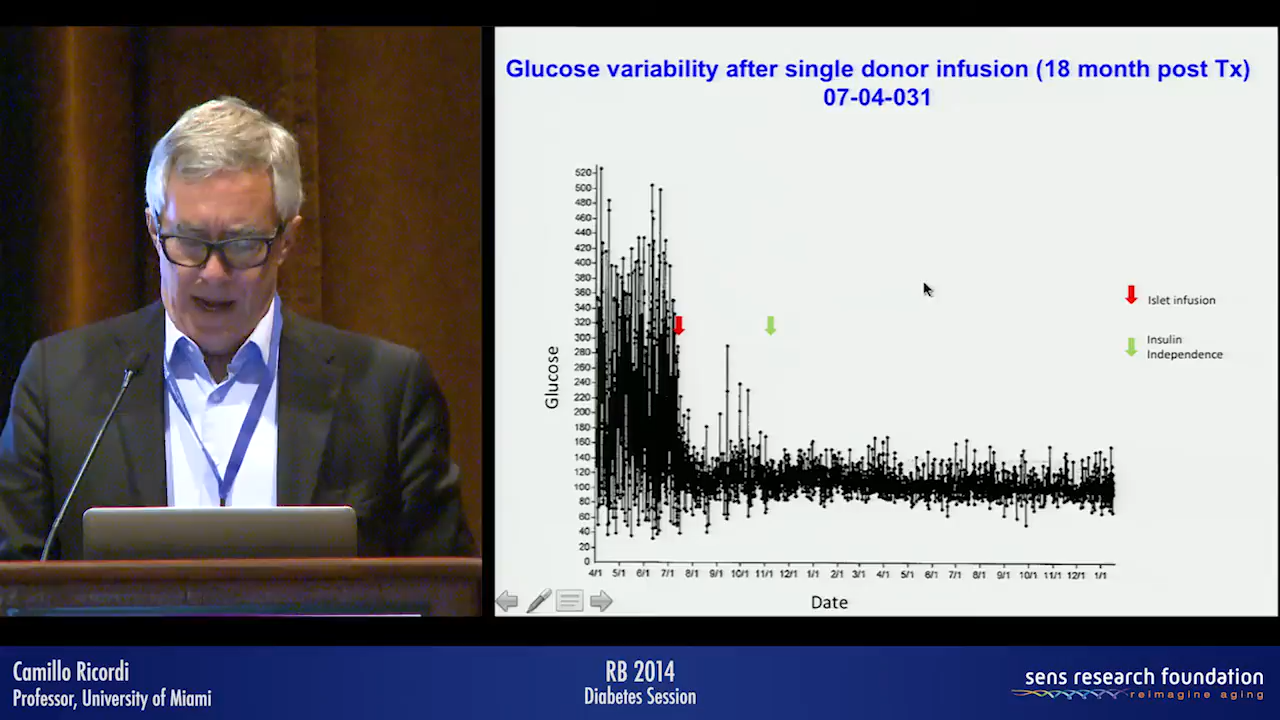 Glucose variability after single donor infusion (18 month post Tx)
07-04-031
520
500
480
460
440
420
400
380
360
340
320
300
280
260
240
220
200
180
160
140
120
100
80
60
40
20
0
Glucose
4/1 5/1 6/1 7/1 8/1 9/1 10/1 11/1 12/1 1/1 2/1 3/1 4/1 5/1 6/1 7/1 8/1 9/1 10/1 11/1 12/1 1/1
Date
Islet infusion
Insulin
Independence
Camillo Ricordi
Professor, University of Miami
RB 2014
Diabetes Session
sens research foundation
reimagine aging